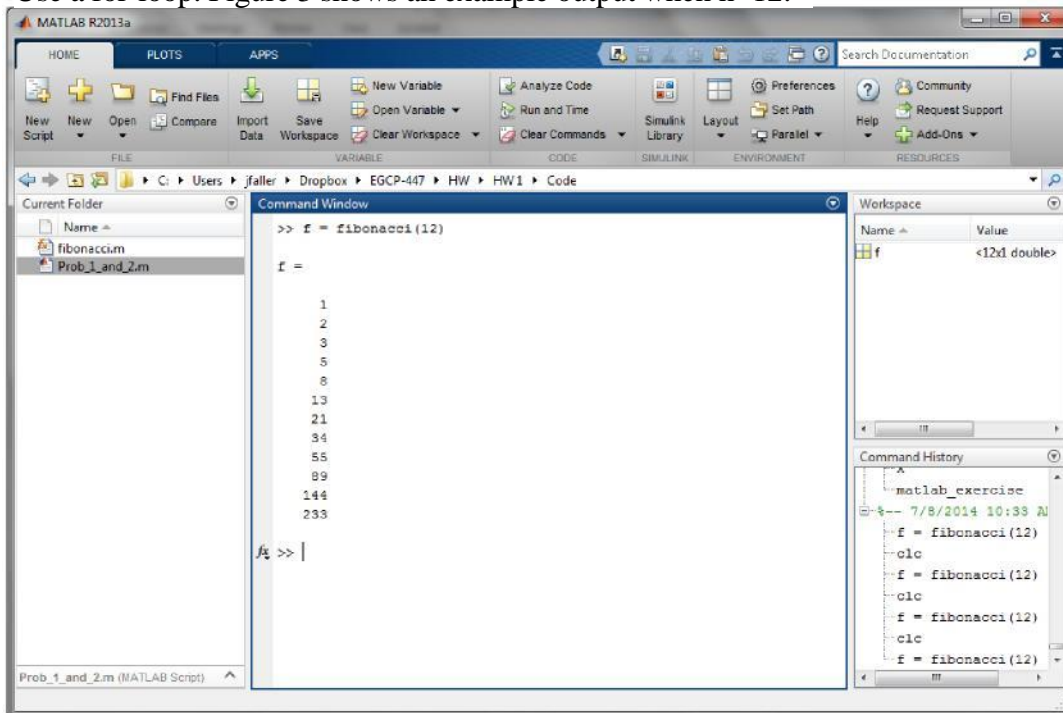 Use a for-loop. Figure 3 shows an example output when n=12.
MATLAB R2013a
HOME PLOTS APPS
Search Documentation
New Script
New
Open
Find Files
Compare
Import Data
Save Workspace
New Variable
Open Variable
Clear Workspace
Analyze Code
Run and Time
Clear Commands
Simulink Library
Layout
Preferences
Set Path
Parallel
Help
Community
Request Support
Add-Ons
FILE VARIABLE CODE SIMULINK ENVIRONMENT RESOURCES
C: Users jfaller Dropbox EGCP-447 HW HW1 Code
Current Folder
Name
fibonacci.m
Prob_1_and_2.m
Prob_1_and_2.m (MATLAB Script)
Command Window
>> f = fibonacci(12)
f =
1
2
3
5
8
13
21
34
55
89
144
233
fx >>
Workspace
Name Value
f <12x1 double>
Command History
matlab_exercise
%-- 7/8/2014 10:33
f = fibonacci(12)
clc
f = fibonacci(12)
clc
f = fibonacci(12)
clc
f = fibonacci(12)